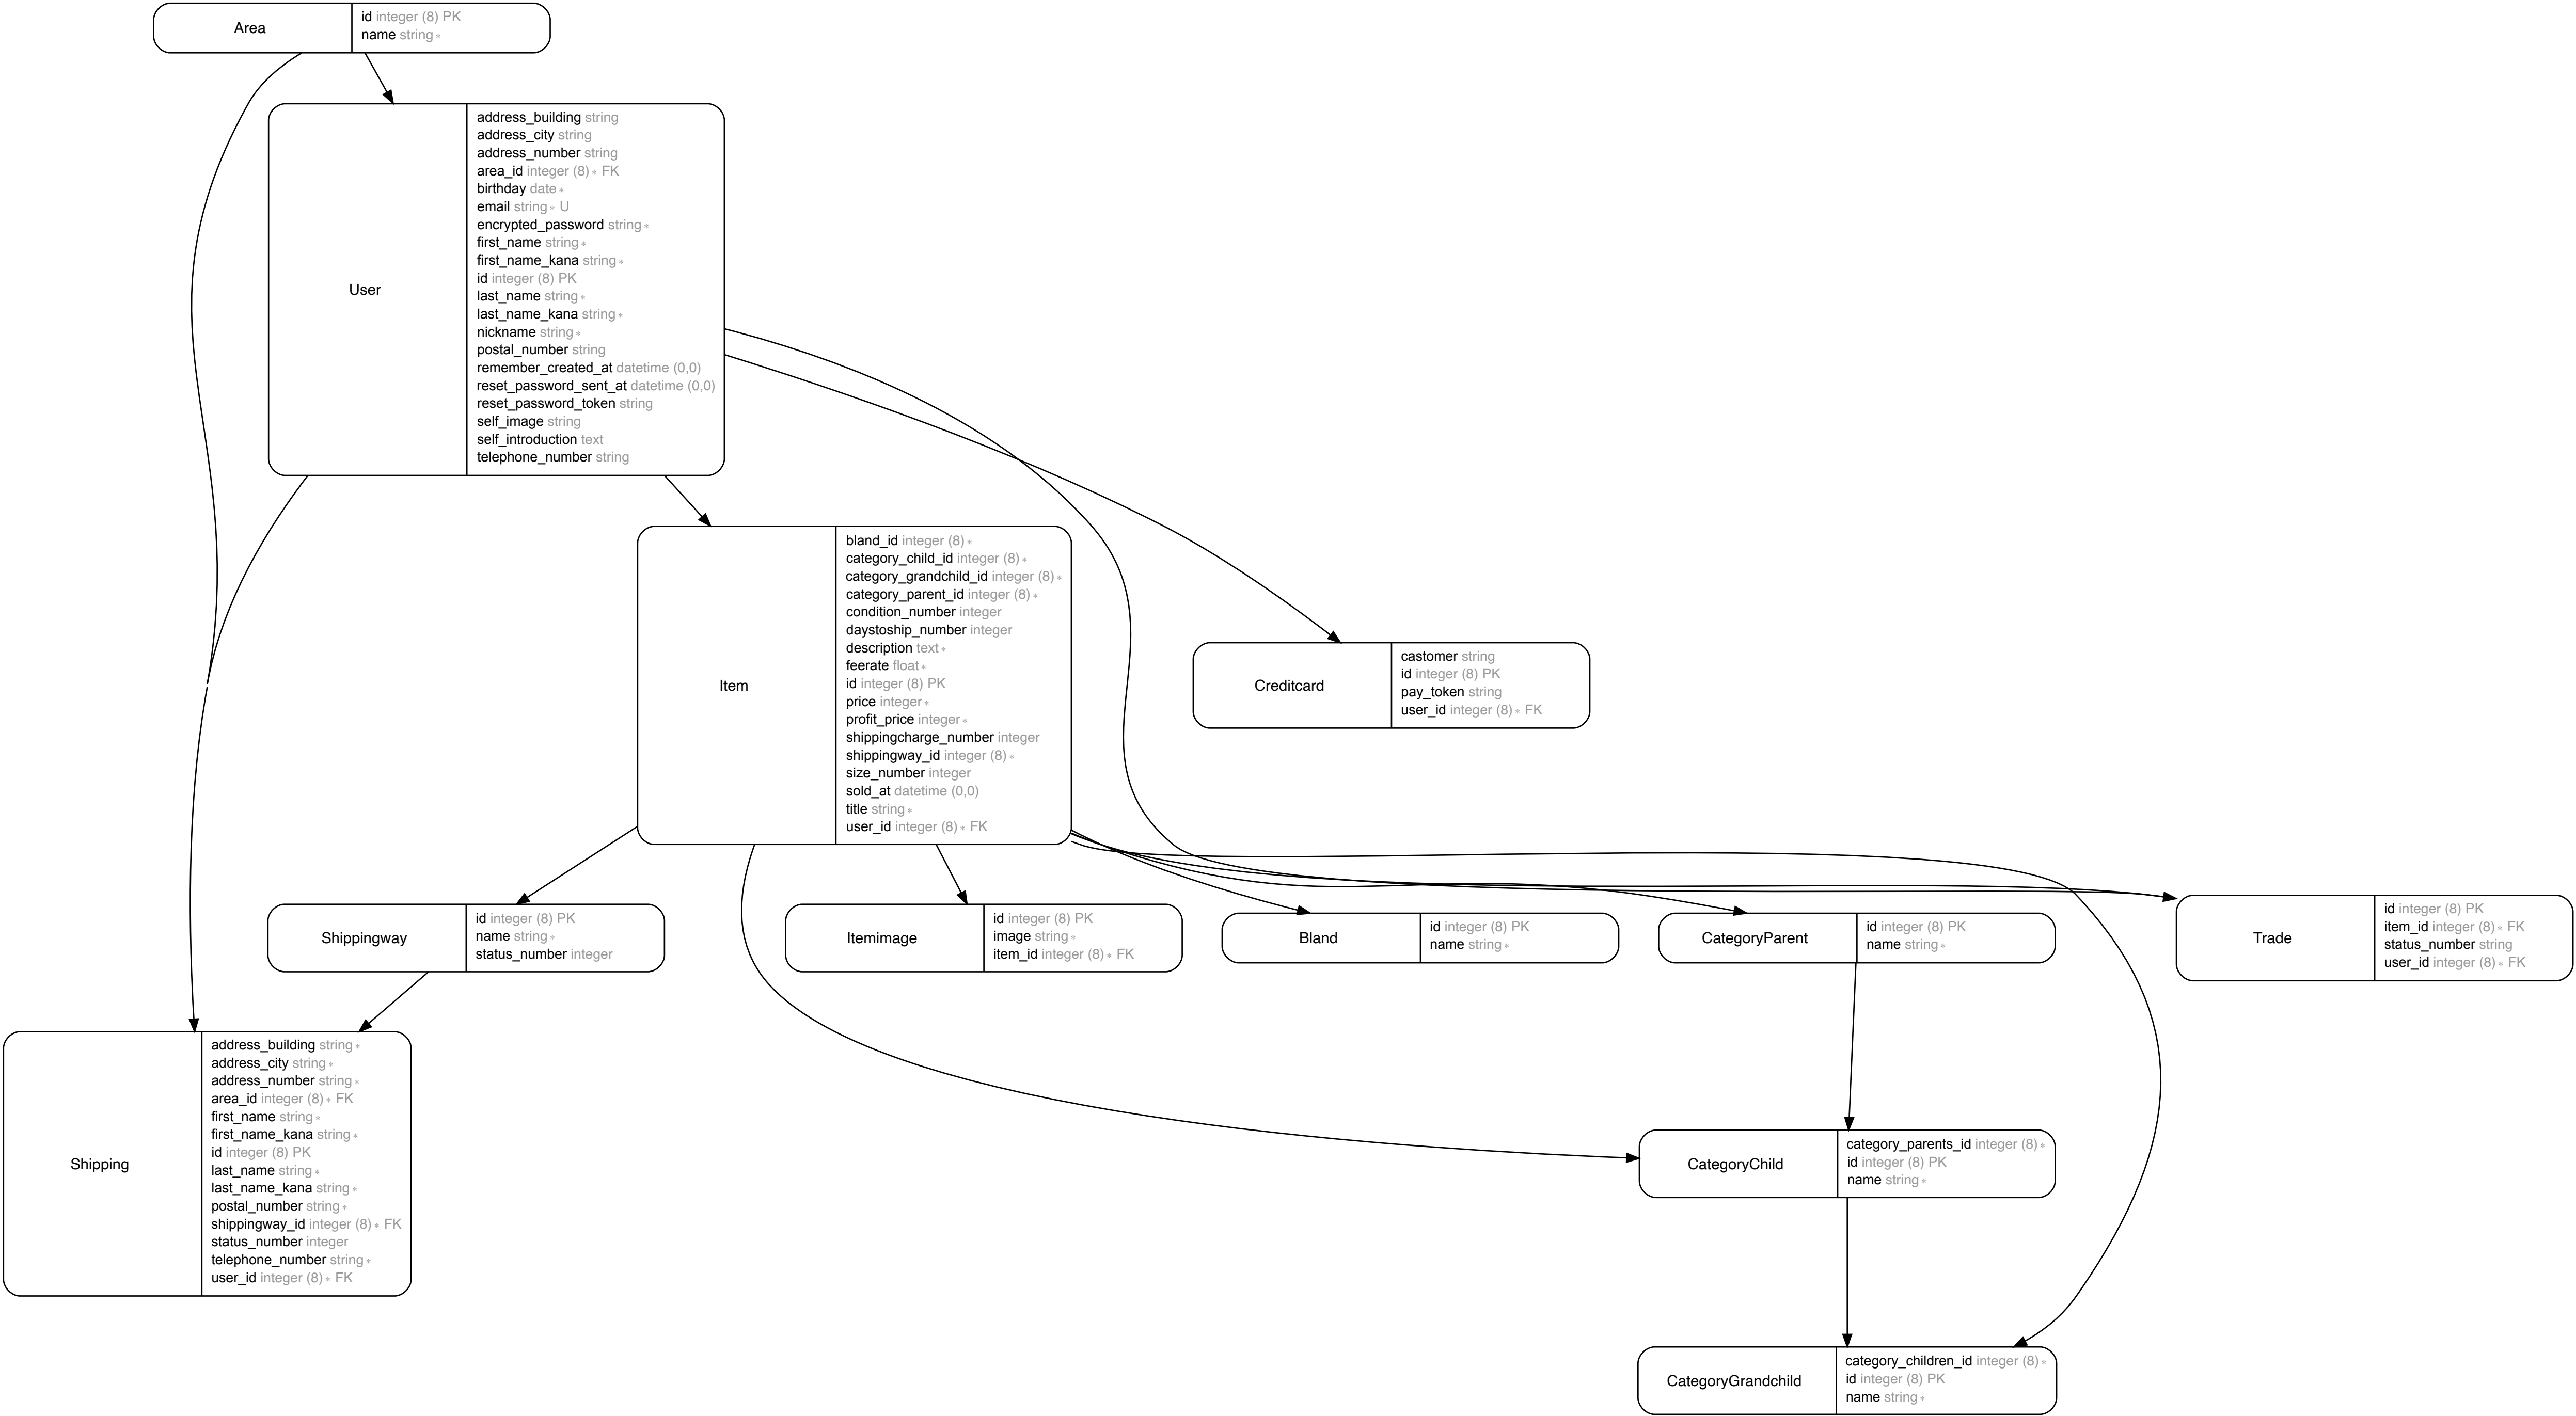 Area
id integer (8) PK
name string *
User
address_building string
address_city string
address_number string
area_id integer (8) * FK
birthday date *
email string * U
encrypted_password string *
first_name string *
first_name_kana string *
id integer (8) PK
last_name string *
last_name_kana string *
nickname string *
postal_number string
remember_created_at datetime (0,0)
reset_password_sent_at datetime (0,0)
reset_password_token string
self_image string
self_introduction text
telephone_number string
Item
bland_id integer (8) *
category_child_id integer (8) *
category_grandchild_id integer (8) *
category_parent_id integer (8) *
condition_number integer
daystoship_number integer
description text *
feerate float *
id integer (8) PK
price integer *
profit_price integer *
shippingcharge_number integer
shippingway_id integer (8) *
size_number integer
sold_at datetime (0,0)
title string *
user_id integer (8) * FK
Creditcard
castomer string
id integer (8) PK
pay_token string
user_id integer (8) * FK
Shippingway
id integer (8) PK
name string *
status_number integer
Itemimage
id integer (8) PK
image string *
item_id integer (8) * FK
Bland
id integer (8) PK
name string *
CategoryParent
id integer (8) PK
name string *
Trade
id integer (8) PK
item_id integer (8) * FK
status_number string
user_id integer (8) * FK
Shipping
address_building string *
address_city string *
address_number string *
area_id integer (8) * FK
first_name string *
first_name_kana string *
id integer (8) PK
last_name string *
last_name_kana string *
postal_number string *
shippingway_id integer (8) * FK
status_number integer
telephone_number string *
user_id integer (8) * FK
CategoryChild
category_parents_id integer (8) *
id integer (8) PK
name string *
CategoryGrandchild
category_children_id integer (8) *
id integer (8) PK
name string *